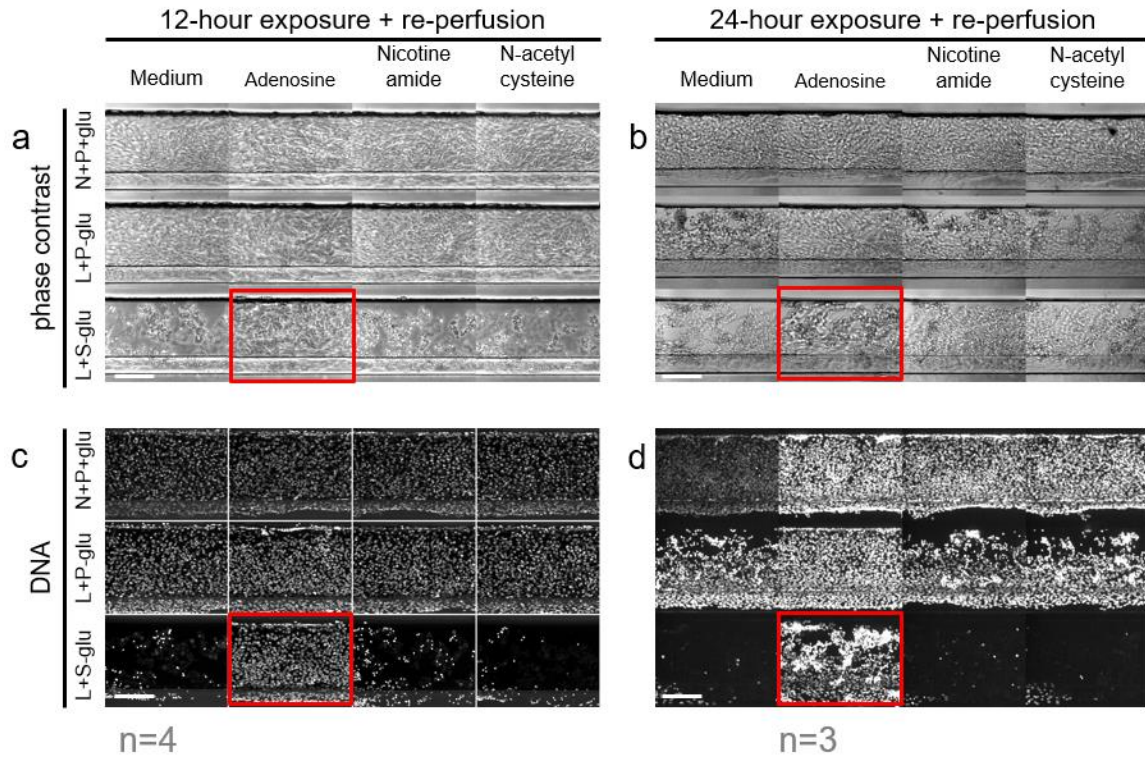 12-hour exposure + re-perfusion
24-hour exposure + re-perfusion
Medium
Adenosine
Nicotine
amide
N-acetyl
cysteine
Medium
Adenosine
Nicotine
amide
N-acetyl
cysteine
a
b
phase contrast
N+P+glu
L+P-glu
L+S-glu
c
d
DNA
N+P+glu
L+P-glu
L+S-glu
n=4
n=3